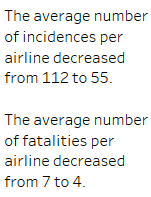 The average number
of incidences per
airline decreased
from 112 to 55.
The average number
of fatalities per
airline decreased
from 7 to 4.